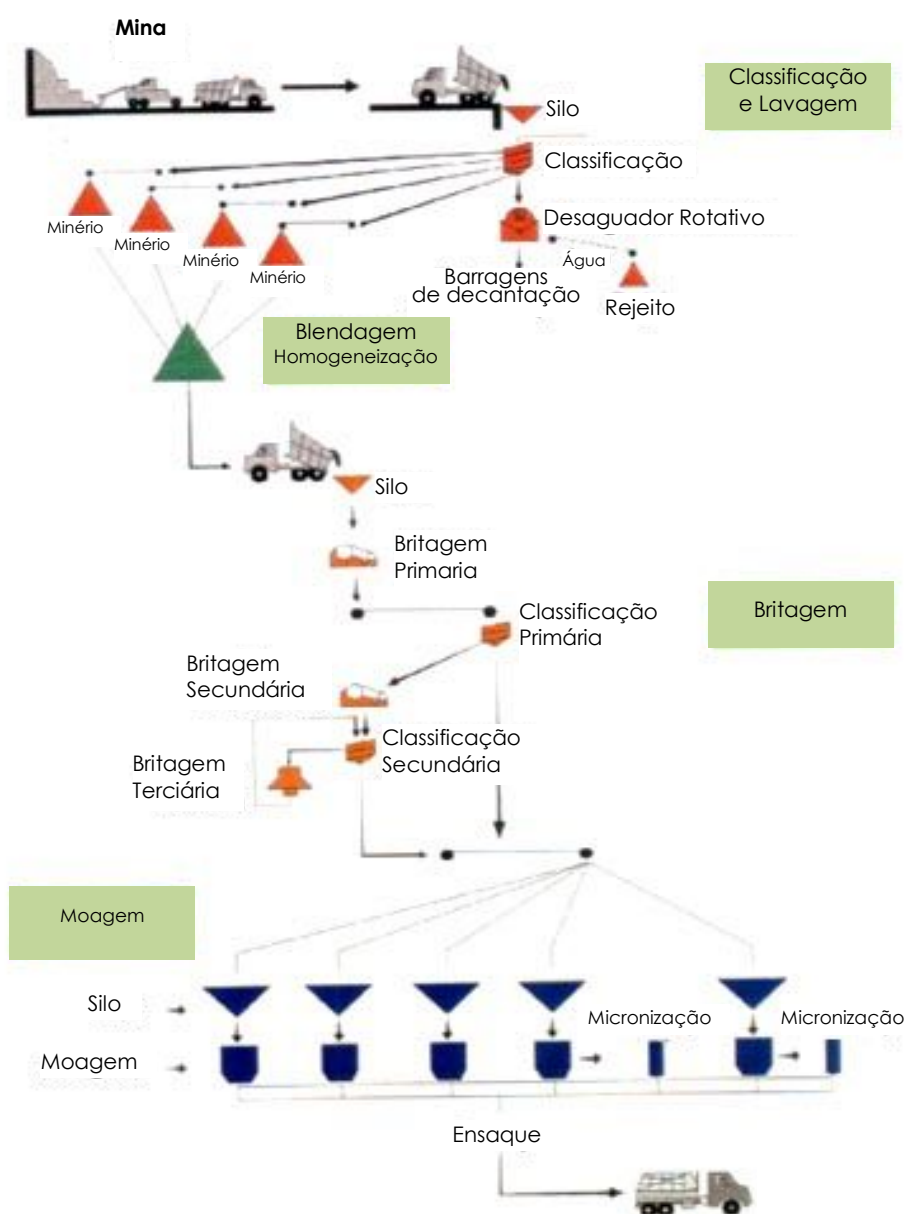 Mina
Classificação
e Lavagem
Silo
Classificação
Desaguador Rotativo
Minério
Minério
Minério
Minério
Água
Barragens
de decantação
Rejeito
Blendagem
Homogeneização
Silo
Britagem
Primaria
Classificação
Primária
Britagem
Britagem
Secundária
Classificação
Secundária
Britagem
Terciária
Moagem
Silo
Micronização
Micronização
Moagem
Ensaque